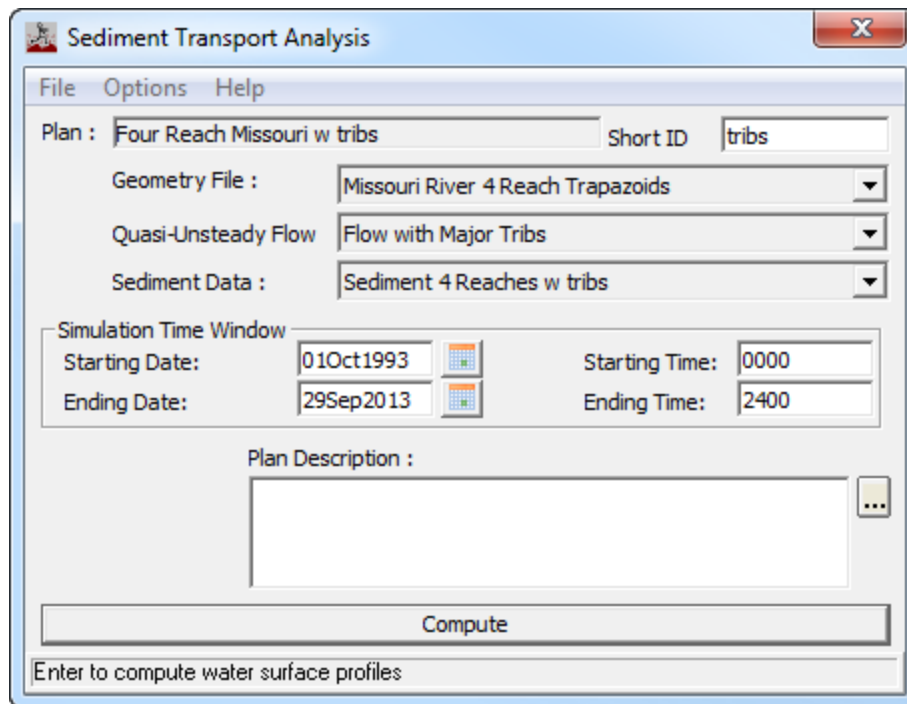 Sediment Transport Analysis
File Options Help
Plan : Four Reach Missouri w tribs Short ID tribs
Geometry File : Missouri River 4 Reach Trapazoids
Quasi-Unsteady Flow Flow with Major Tribs
Sediment Data : Sediment 4 Reaches w tribs
Simulation Time Window
Starting Date: 01Oct1993 Starting Time: 0000
Ending Date: 29Sep2013 Ending Time: 2400
Plan Description :
...
Compute
Enter to compute water surface profiles